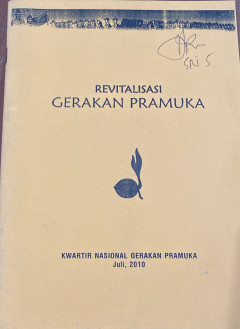 REVITALISASI
GERAKAN PRAMUKA
KWARTIR NASIONAL GERAKAN PRAMUKA
Juli, 2010